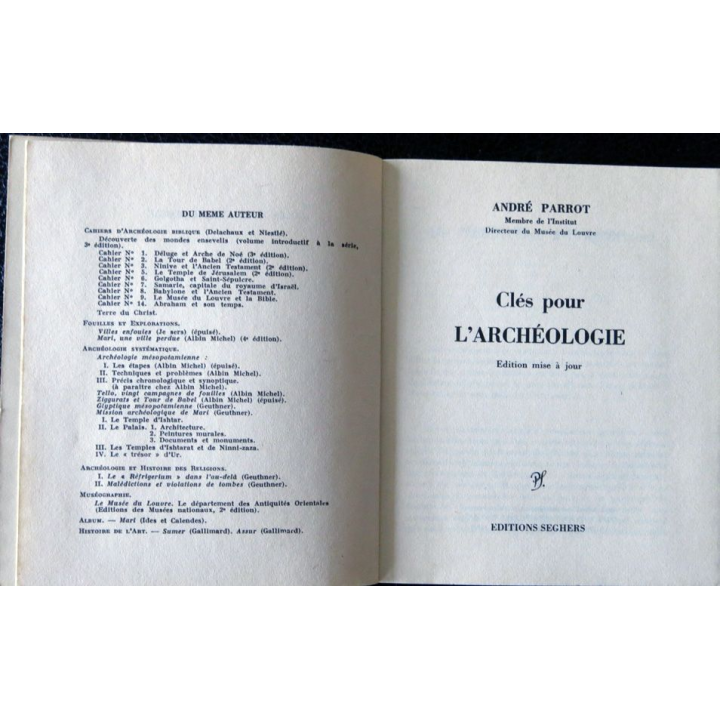 DU MEME AUTEUR
CAHIERS D'ARCHÉOLOGIE BIBLIQUE (Delachaux et Niestlé).
Découverte des mondes ensevelis (volume introductif à la série,
3e édition).
Cahier No 1. Déluge et Arche de Noé (3e édition).
Cahier No 2. La Tour de Babel (2e édition).
Cahier No 3. Ninive et l'Ancien Testament (2e édition).
Cahier No 5. Le Temple de Jérusalem (2e édition).
Cahier No 6. Golgotha et Saint-Sépulcre.
Cahier No 7. Samarie, capitale du royaume d'Israël.
Cahier No 8. Babylone et l'Ancien Testament.
Cahier No 9. Le Musée du Louvre et la Bible.
Cahier No 14. Abraham et son temps.
Terre du Christ.
FOUILLES ET EXPLORATIONS.
Villes enfouies (Je sers) (épuisé).
Mari, une ville perdue (Albin Michel) (4e édition).
ARCHÉOLOGIE SYSTÉMATIQUE.
Archéologie mésopotamienne :
I. Les étapes (Albin Michel) (épuisé).
II. Techniques et problèmes (Albin Michel).
III. Précis chronologique et synoptique.
(à paraître chez Albin Michel).
Tello, vingt campagnes de fouilles (Albin Michel).
Ziggurats et Tour de Babel (Albin Michel) (épuisé).
Glyptique mésopotamienne (Geuthner).
Mission archéologique de Mari (Geuthner).
I. Le Temple d'Ishtar.
II. Le Palais. 1. Architecture.
2. Peintures murales.
3. Documents et monuments.
III. Les Temples d'Ishtarat et de Ninni-zaza.
IV. Le « trésor » d'Ur.
ARCHÉOLOGIE ET HISTOIRE DES RELIGIONS.
I. Le « Réfrigerium » dans l'au-delà (Geuthner).
II. Malédictions et violations de tombes (Geuthner).
MUSÉOGRAPHIE.
Le Musée du Louvre. Le département des Antiquités Orientales
(Editions des Musées nationaux, 2e édition).
ALBUM. — Mari (Ides et Calendes).
HISTOIRE DE L'ART. — Sumer (Gallimard). Assur (Gallimard).
ANDRÉ PARROT
Membre de l'Institut
Directeur du Musée du Louvre
Clés pour
L'ARCHÉOLOGIE
Edition mise à jour
EDITIONS SEGHERS